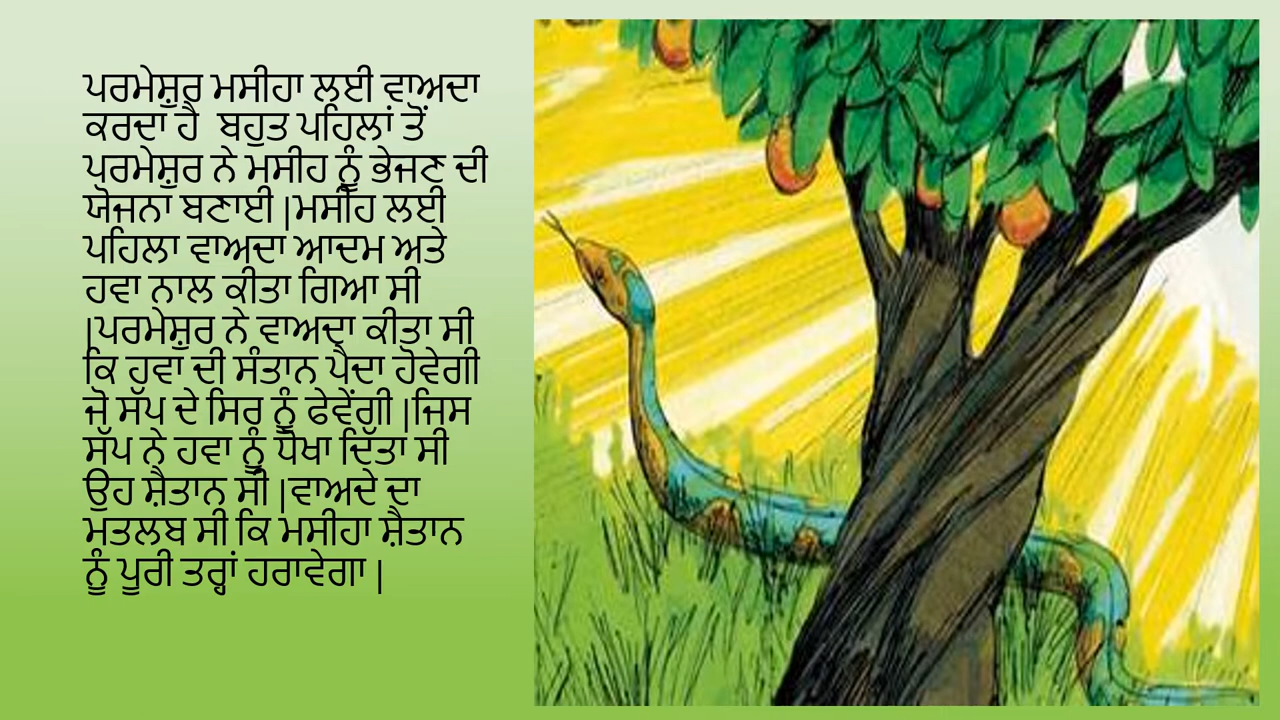 ਪਰਮੇਸ਼ੁਰ ਮਸੀਹਾ ਲਈ ਵਾਅਦਾ
ਕਰਦਾ ਹੈ  ਬਹੁਤ ਪਹਿਲਾਂ ਤੋਂ
ਪਰਮੇਸ਼ੁਰ ਨੇ ਮਸੀਹ ਨੂੰ ਭੇਜਣ ਦੀ
ਯੋਜਨਾ ਬਣਾਈ |ਮਸੀਹ ਲਈ
ਪਹਿਲਾ ਵਾਅਦਾ ਆਦਮ ਅਤੇ
ਹਵਾ ਨਾਲ ਕੀਤਾ ਗਿਆ ਸੀ
|ਪਰਮੇਸ਼ੁਰ ਨੇ ਵਾਅਦਾ ਕੀਤਾ ਸੀ
ਕਿ ਹਵਾ ਦੀ ਸੰਤਾਨ ਪੈਦਾ ਹੋਵੇਗੀ
ਜੋ ਸੱਪ ਦੇ ਸਿਰ ਨੂੰ ਫੇਵੇਂਗੀ |ਜਿਸ
ਸੱਪ ਨੇ ਹਵਾ ਨੂੰ ਧੋਖਾ ਦਿੱਤਾ ਸੀ
ਉਹ ਸ਼ੈਤਾਨ ਸੀ |ਵਾਅਦੇ ਦਾ
ਮਤਲਬ ਸੀ ਕਿ ਮਸੀਹਾ ਸ਼ੈਤਾਨ
ਨੂੰ ਪੂਰੀ ਤਰ੍ਹਾਂ ਹਰਾਵੇਗਾ |